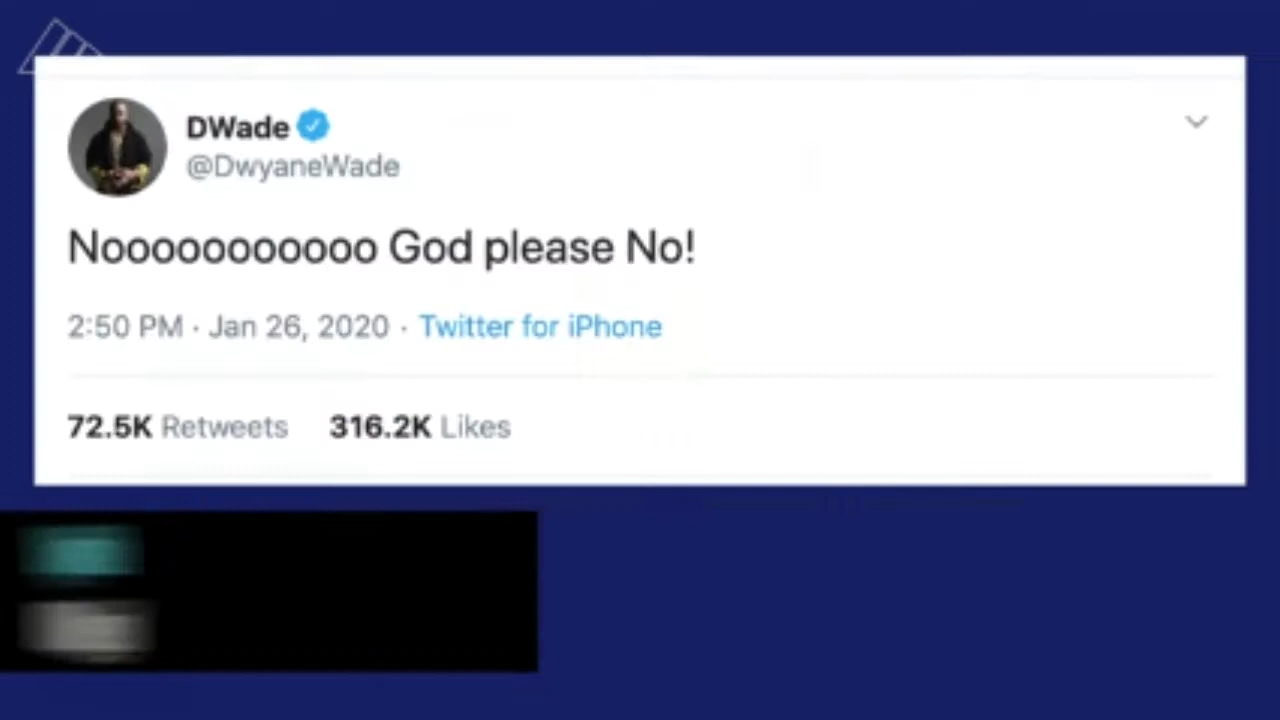 DWade
@DwyaneWade
Nooooooooooo God please No!
2:50 PM · Jan 26, 2020 · Twitter for iPhone
72.5K Retweets 316.2K Likes